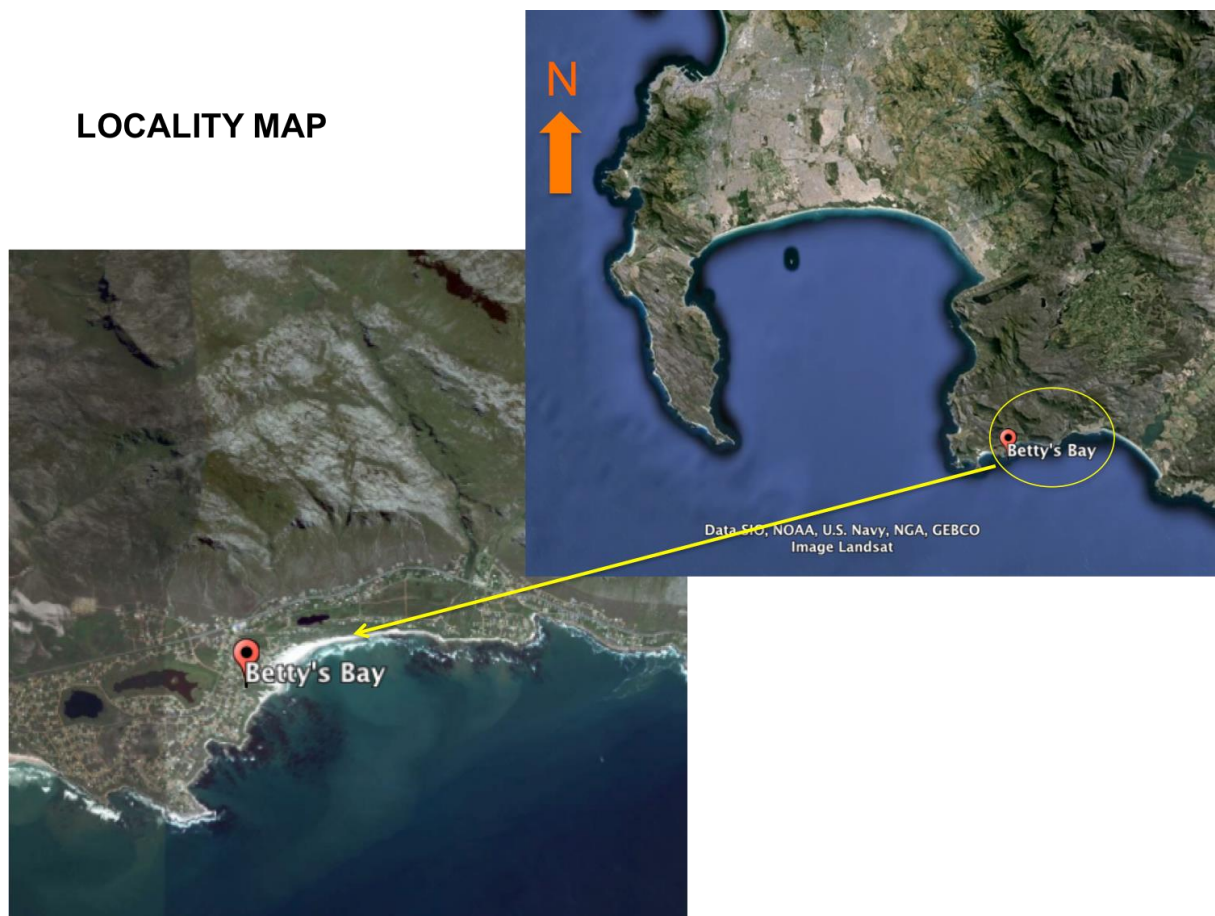 LOCALITY MAP
N
Betty's Bay
Data SIO, NOAA, U.S. Navy, NGA, GEBCO
Image Landsat
Betty's Bay